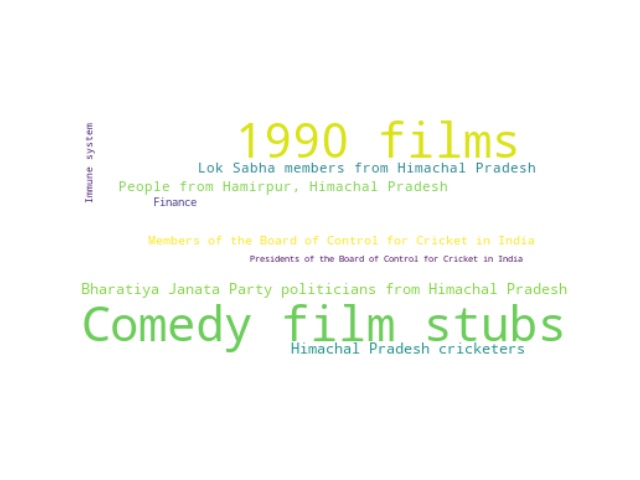 Immune system
1990 films
Lok Sabha members from Himachal Pradesh
People from Hamirpur, Himachal Pradesh
Finance
Members of the Board of Control for Cricket in India
Presidents of the Board of Control for Cricket in India
Bharatiya Janata Party politicians from Himachal Pradesh
Comedy film stubs
Himachal Pradesh cricketers